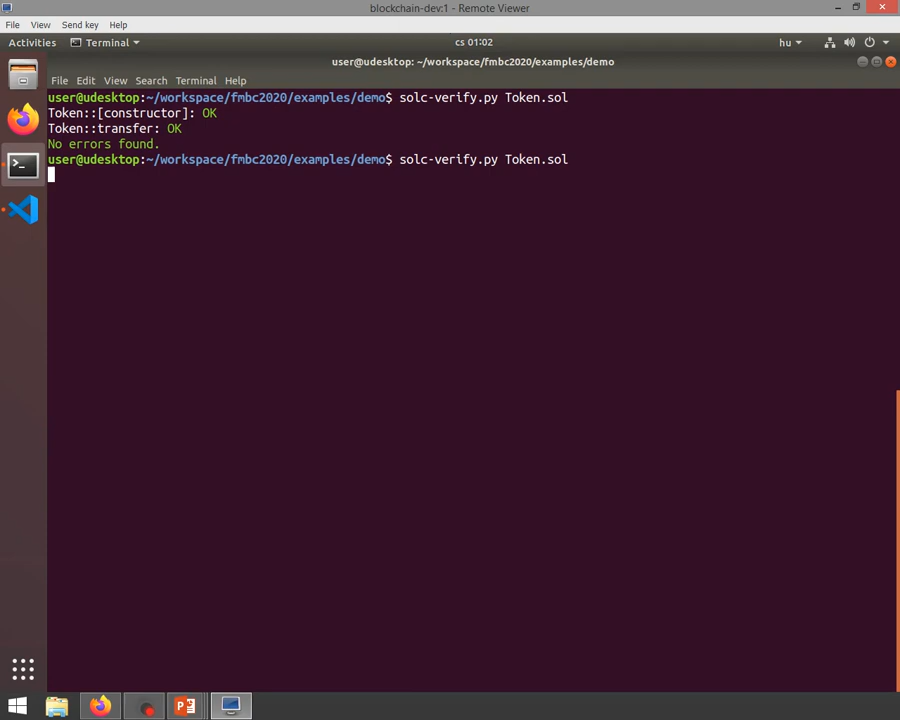 blockchain-dev:1 - Remote Viewer
File View Send key Help
Activities Terminal cs 01:02 hu
user@udesktop: ~/workspace/fmbc2020/examples/demo
File Edit View Search Terminal Help
user@udesktop:~/workspace/fmbc2020/examples/demo$ solc-verify.py Token.sol
Token::[constructor]: OK
Token::transfer: OK
No errors found.
user@udesktop:~/workspace/fmbc2020/examples/demo$ solc-verify.py Token.sol